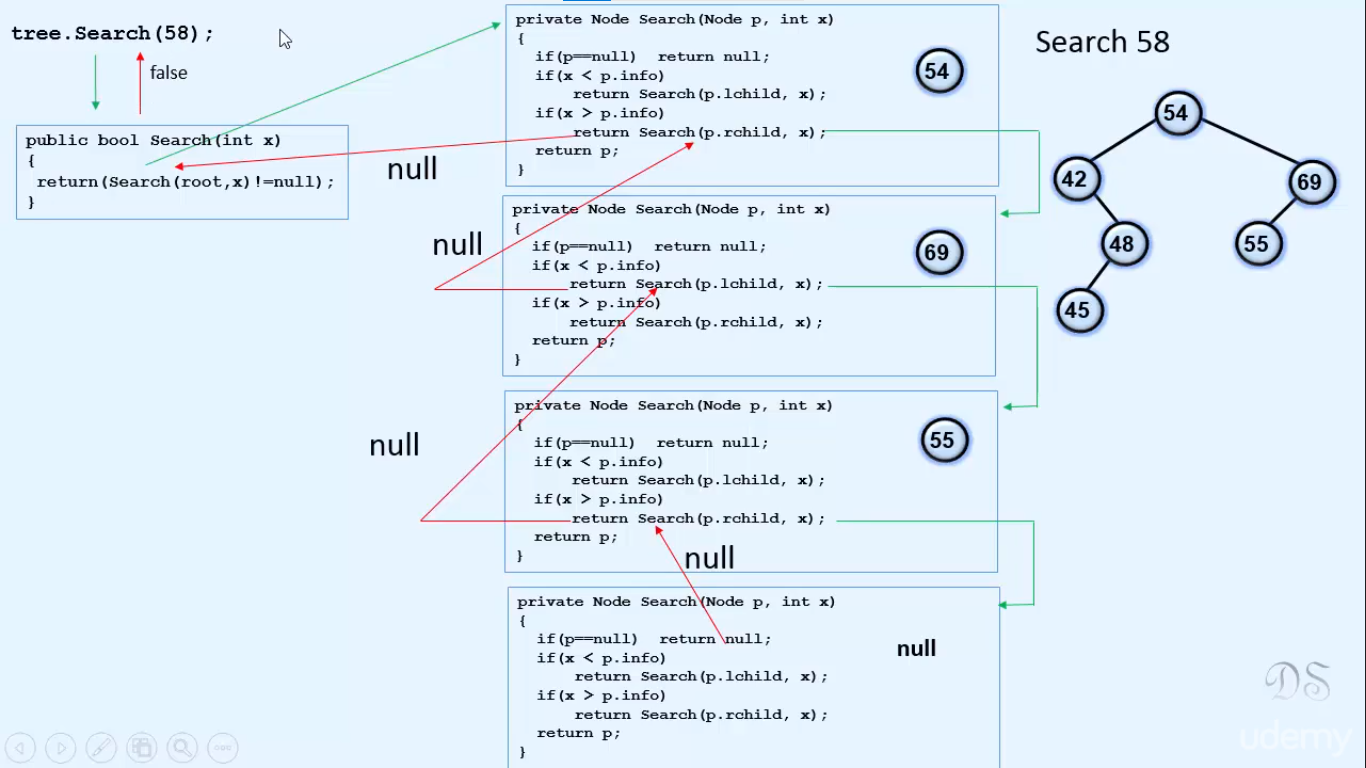 tree.Search(58);
false
public bool Search(int x)
{
return(Search(root,x)!=null);
}
null
private Node Search(Node p, int x)
{
if(p==null) return null;
if(x < p.info)
return Search(p.lchild, x);
if(x > p.info)
return Search(p.rchild, x);
return p;
}
54
null
private Node Search(Node p, int x)
{
if(p==null) return null;
if(x < p.info)
return Search(p.lchild, x);
if(x > p.info)
return Search(p.rchild, x);
return p;
}
69
null
private Node Search(Node p, int x)
{
if(p==null) return null;
if(x < p.info)
return Search(p.lchild, x);
if(x > p.info)
return Search(p.rchild, x);
return p;
}
55
null
private Node Search(Node p, int x)
{
if(p==null) return null;
if(x < p.info)
return Search(p.lchild, x);
if(x > p.info)
return Search(p.rchild, x);
return p;
}
null
Search 58
54
42
69
48
55
45
DS
udemy